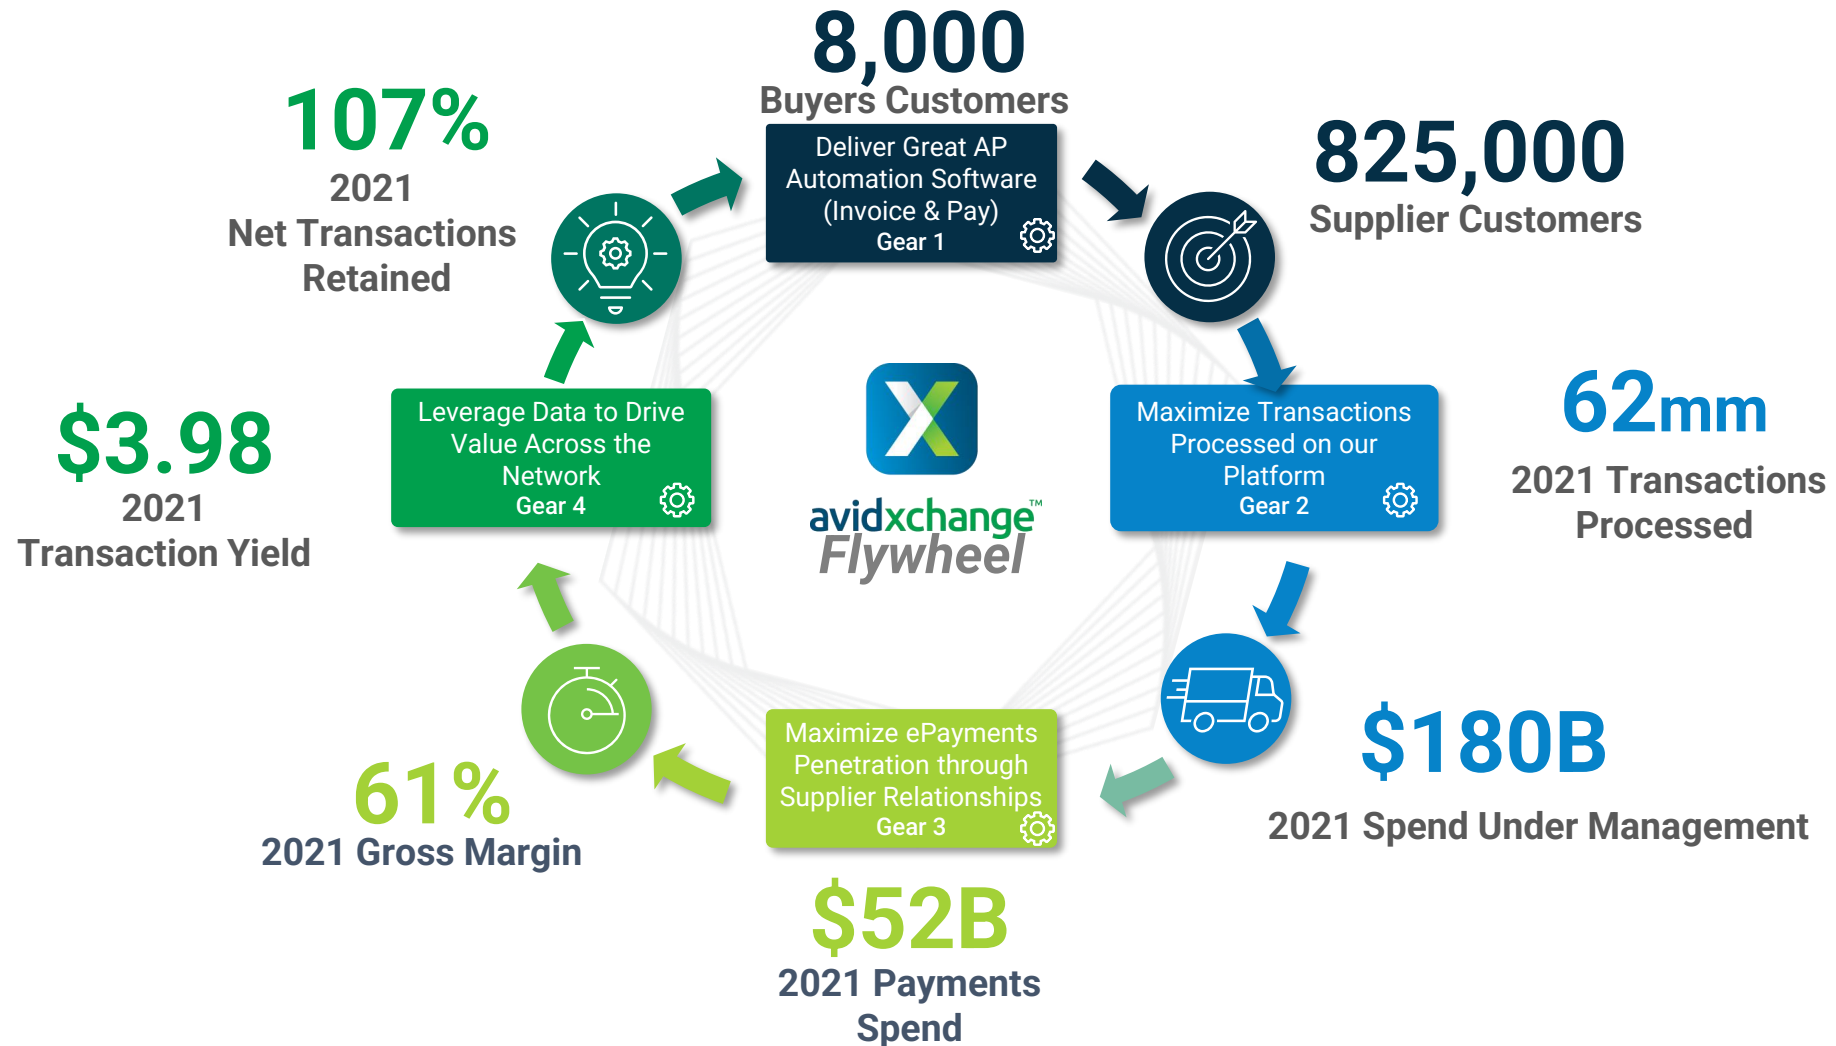 8,000
Buyers Customers
Deliver Great AP
Automation Software
(Invoice & Pay)
Gear 1
825,000
Supplier Customers
Maximize Transactions
Processed on our
Platform
Gear 2
62mm
2021 Transactions
Processed
$180B
2021 Spend Under Management
Maximize ePayments
Penetration through
Supplier Relationships
Gear 3
$52B
2021 Payments
Spend
61%
2021 Gross Margin
Leverage Data to Drive
Value Across the
Network
Gear 4
$3.98
2021
Transaction Yield
107%
2021
Net Transactions
Retained
avidxchange™
Flywheel